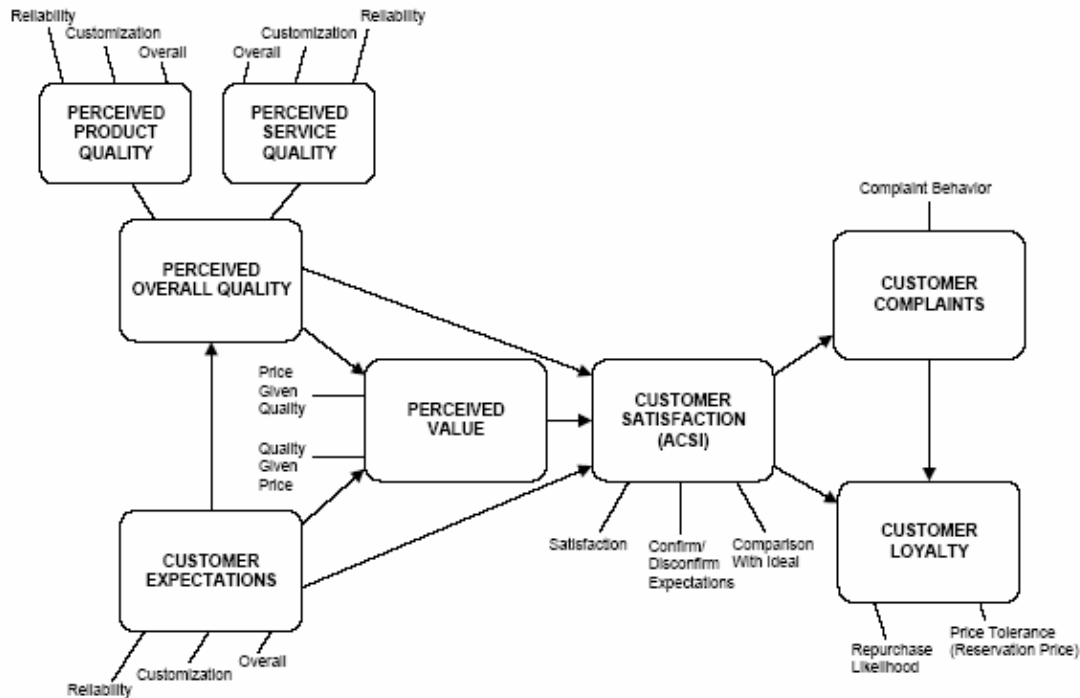 Reliability
Customization
Overall
Reliability
Customization
Overall
PERCEIVED
PRODUCT
QUALITY
PERCEIVED
SERVICE
QUALITY
PERCEIVED
OVERALL QUALITY
Complaint Behavior
CUSTOMER
COMPLAINTS
Price
Given
Quality
Quality
Given
Price
PERCEIVED
VALUE
CUSTOMER
SATISFACTION
(ACSI)
Satisfaction
Confirm/
Disconfirm
Expectations
Comparison
With Ideal
CUSTOMER
EXPECTATIONS
Reliability
Customization
Overall
CUSTOMER
LOYALTY
Repurchase
Likelihood
Price Tolerance
(Reservation Price)